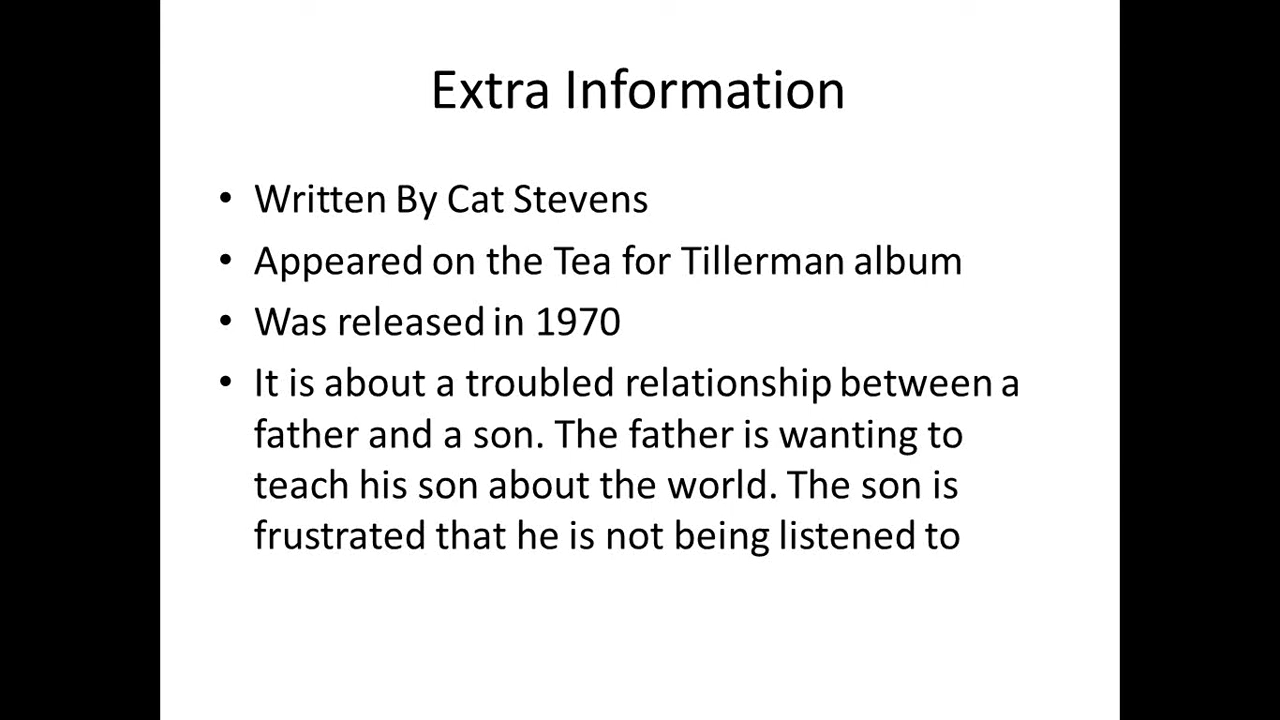 Extra Information
• Written By Cat Stevens
• Appeared on the Tea for Tillerman album
• Was released in 1970
• It is about a troubled relationship between a
father and a son. The father is wanting to
teach his son about the world. The son is
frustrated that he is not being listened to